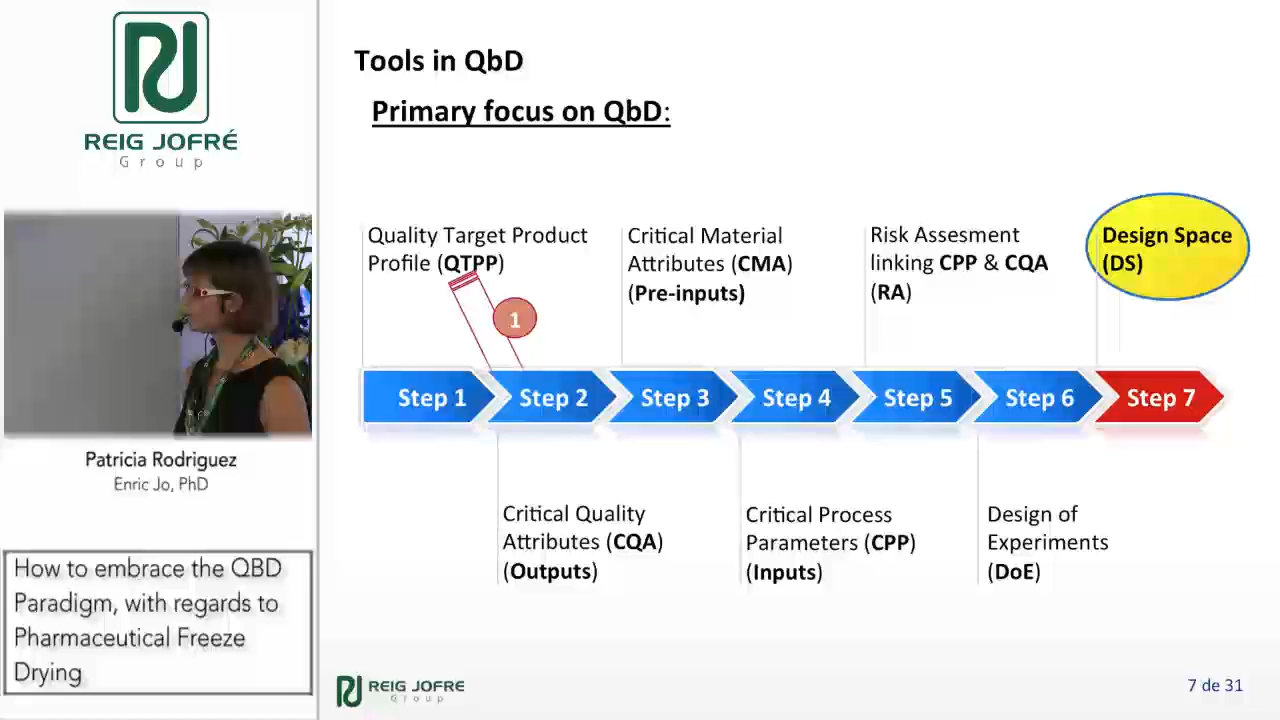 REIG JOFRÉ
Group
Patricia Rodriguez
Enric Jo, PhD
How to embrace the QBD
Paradigm, with regards to
Pharmaceutical Freeze
Drying
Tools in QbD
Primary focus on QbD:
Quality Target Product
Profile (QTPP)
Critical Material
Attributes (CMA)
(Pre-inputs)
Risk Assesment
linking CPP & CQA
(RA)
Design Space
(DS)
1
Step 1
Step 2
Step 3
Step 4
Step 5
Step 6
Step 7
Critical Quality
Attributes (CQA)
(Outputs)
Critical Process
Parameters (CPP)
(Inputs)
Design of
Experiments
(DoE)
REIG JOFRE
Group
7 de 31